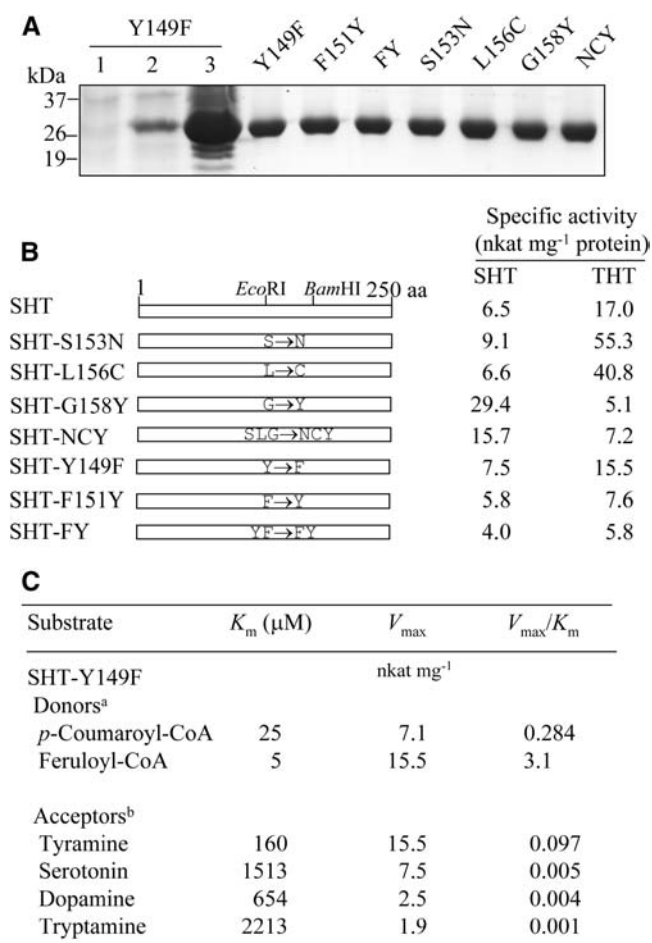 A
Y149F
1 2 3 Y149F F151Y FY S153N L156C G158Y NCY
kDa
37
26
19
B
Specific activity
(nkat mg-1 protein)
SHT THT
1 EcoRI BamHI 250 aa
SHT 6.5 17.0
SHT-S153N S→N 9.1 55.3
SHT-L156C L→C 6.6 40.8
SHT-G158Y G→Y 29.4 5.1
SHT-NCY SLG→NCY 15.7 7.2
SHT-Y149F Y→F 7.5 15.5
SHT-F151Y F→Y 5.8 7.6
SHT-FY YF→FY 4.0 5.8
C
Substrate Km (µM) Vmax Vmax/Km
SHT-Y149F nkat mg-1
Donorsa
p-Coumaroyl-CoA 25 7.1 0.284
Feruloyl-CoA 5 15.5 3.1
Acceptorsb
Tyramine 160 15.5 0.097
Serotonin 1513 7.5 0.005
Dopamine 654 2.5 0.004
Tryptamine 2213 1.9 0.001